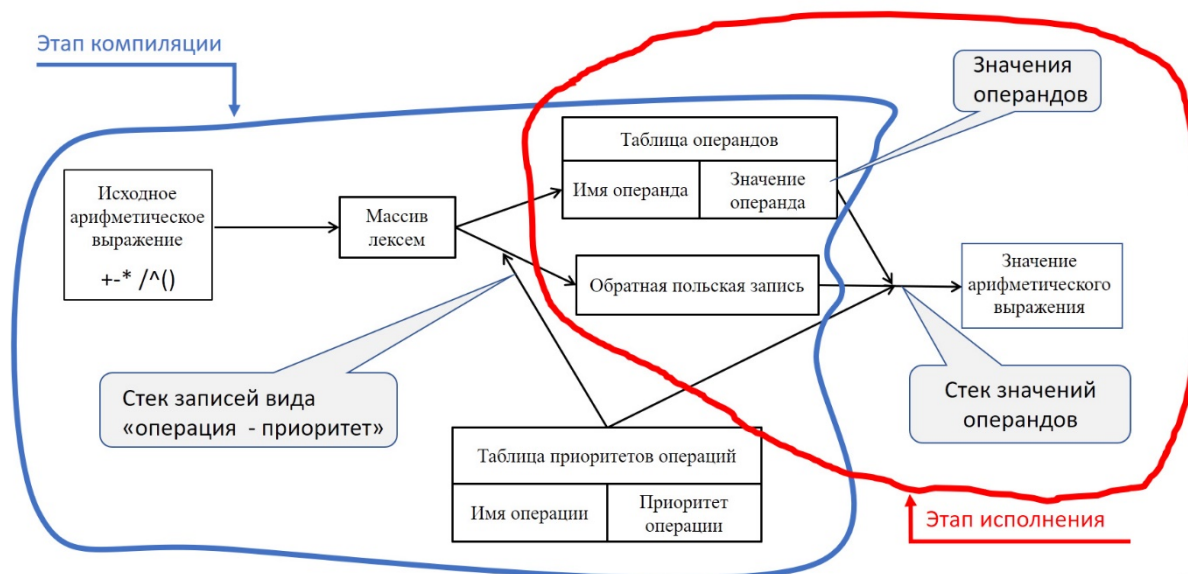 Этап компиляции
Значения
операндов
Таблица операндов
Имя операнда
Значение
операнда
Исходное
арифметическое
выражение
+-* /^()
Массив
лексем
Обратная польская запись
Значение
арифметического
выражения
Стек записей вида
«операция - приоритет»
Стек значений
операндов
Таблица приоритетов операций
Имя операции
Приоритет
операции
Этап исполнения